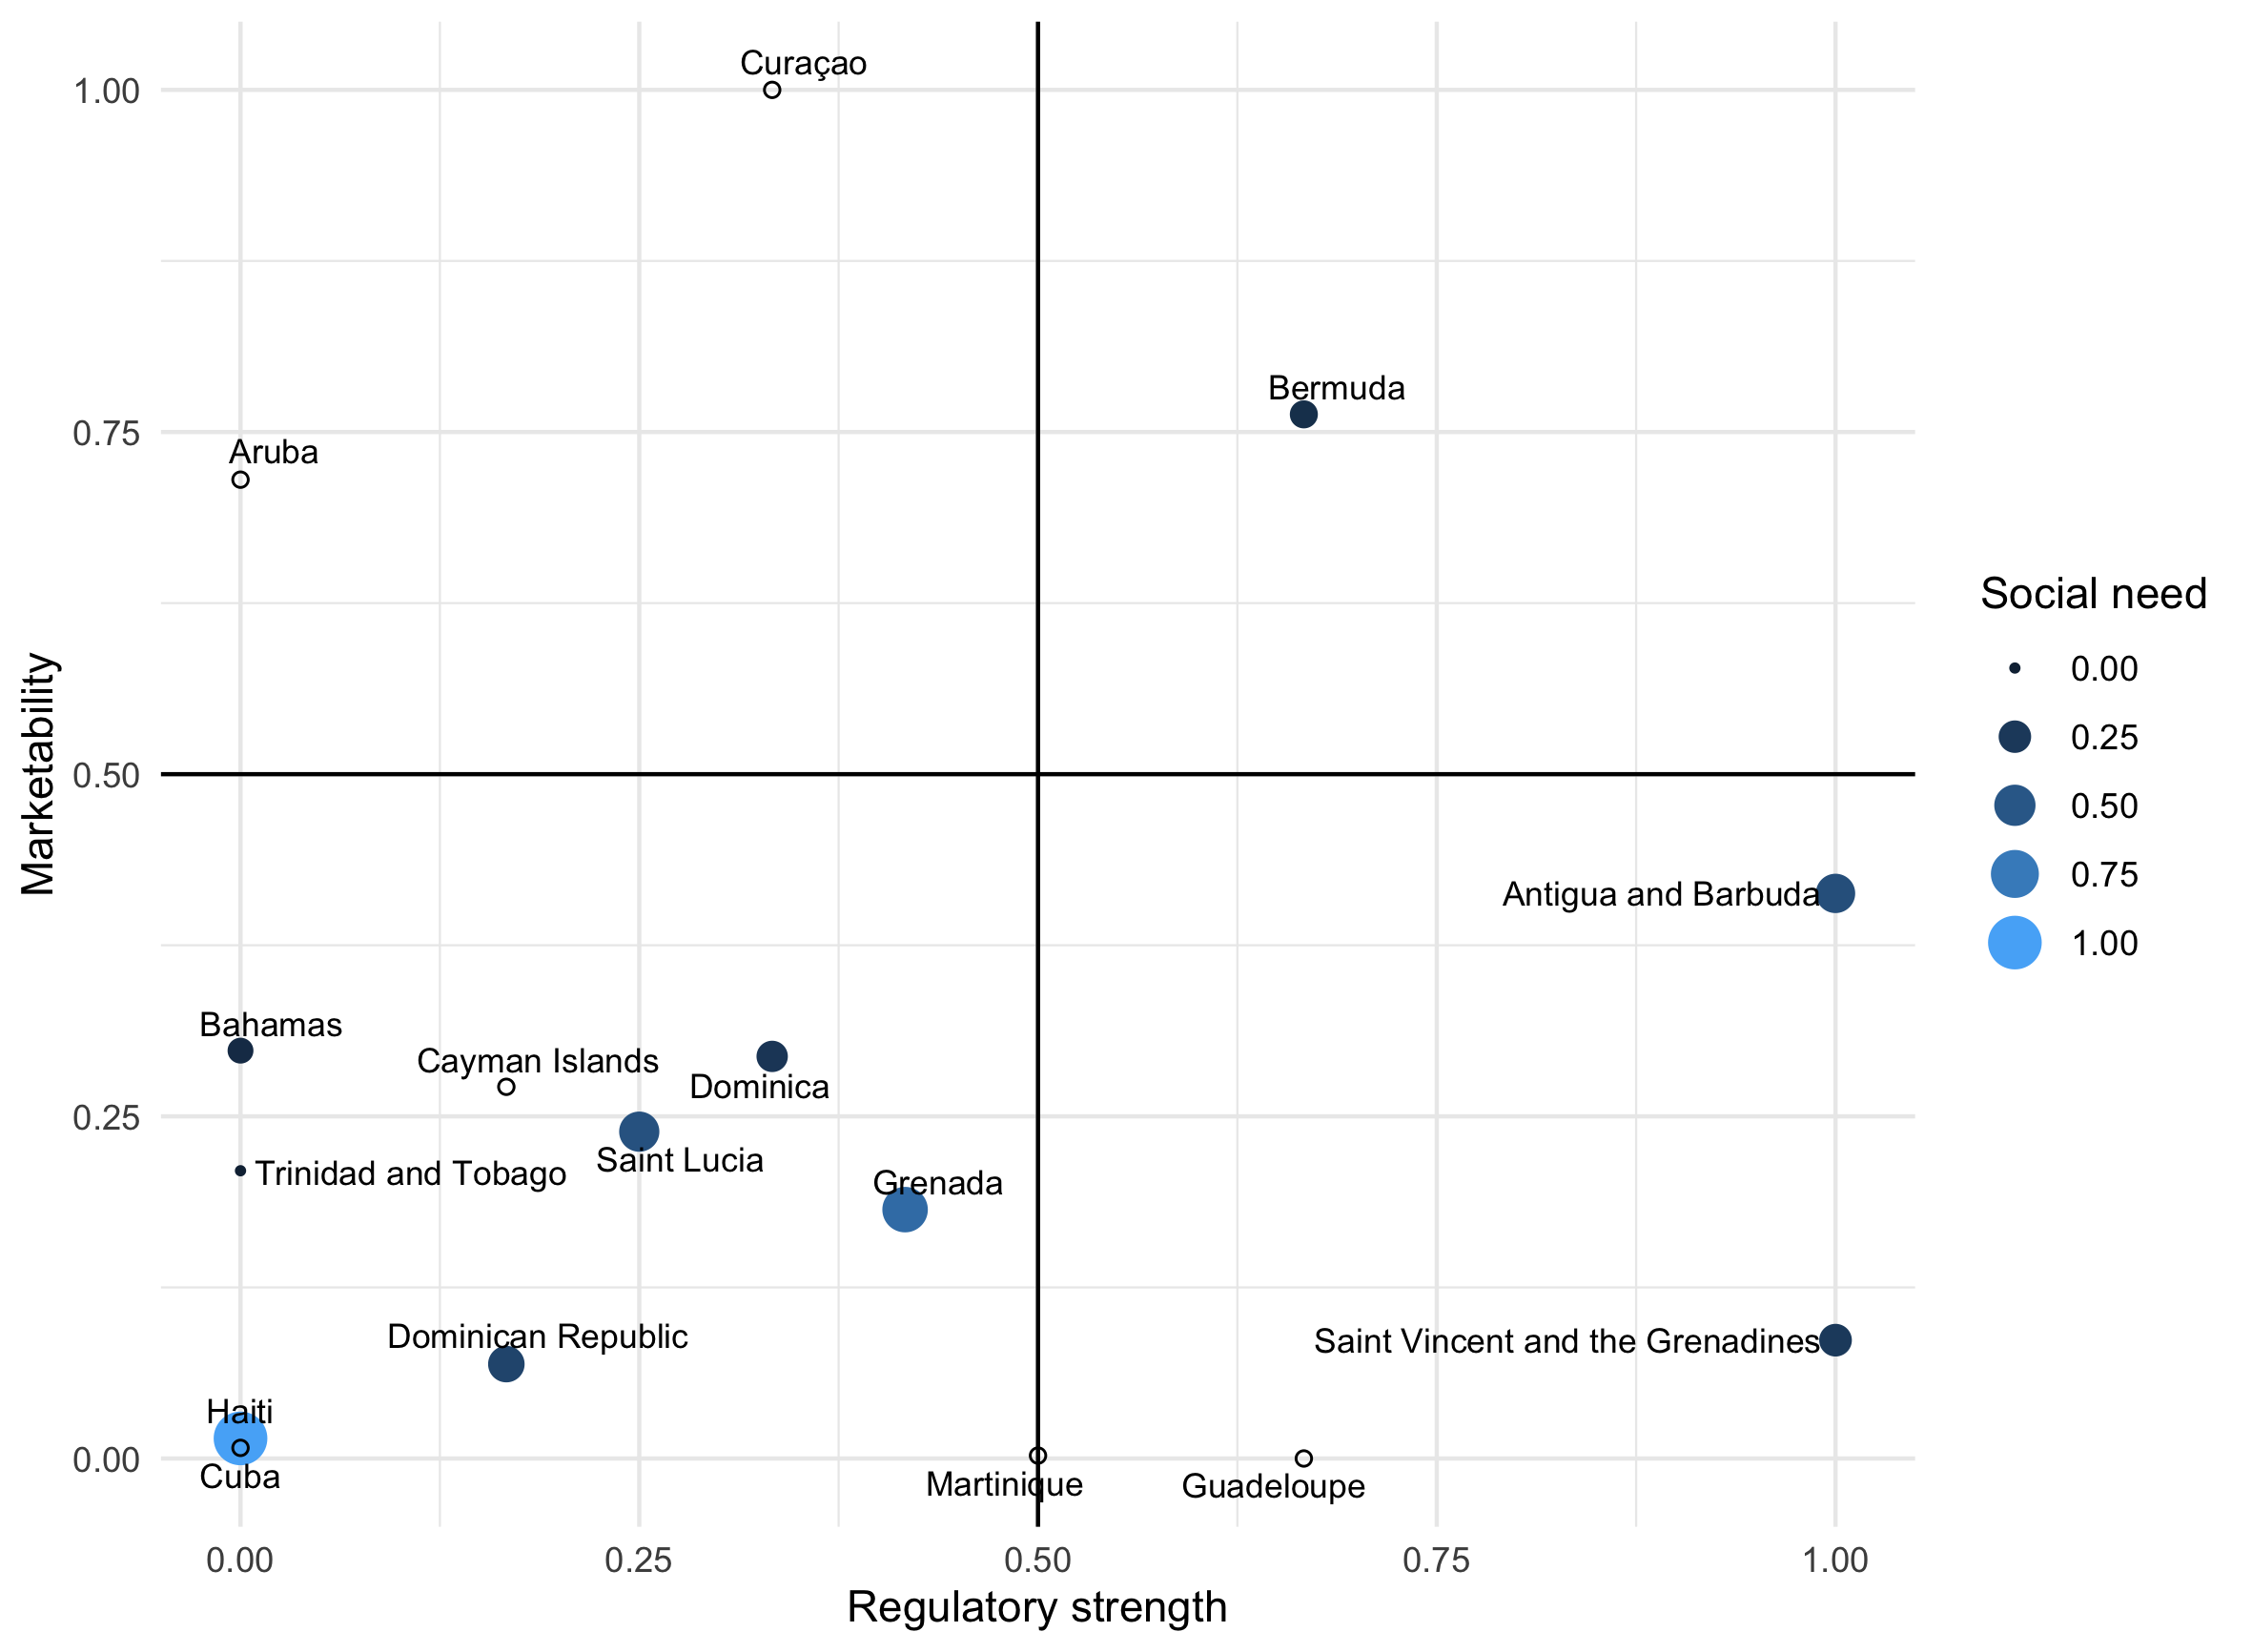 Curaçao
1.00
Bermuda
0.75
Aruba
Social need
0.00
0.25
0.50
0.75
1.00
Marketability
0.50
Antigua and Barbuda
Bahamas
Cayman Islands
Dominica
0.25
Saint Lucia
Trinidad and Tobago
Grenada
Dominican Republic
Saint Vincent and the Grenadines
Haiti
0.00
Cuba
Martinique
Guadeloupe
0.00
0.25
0.50
0.75
1.00
Regulatory strength